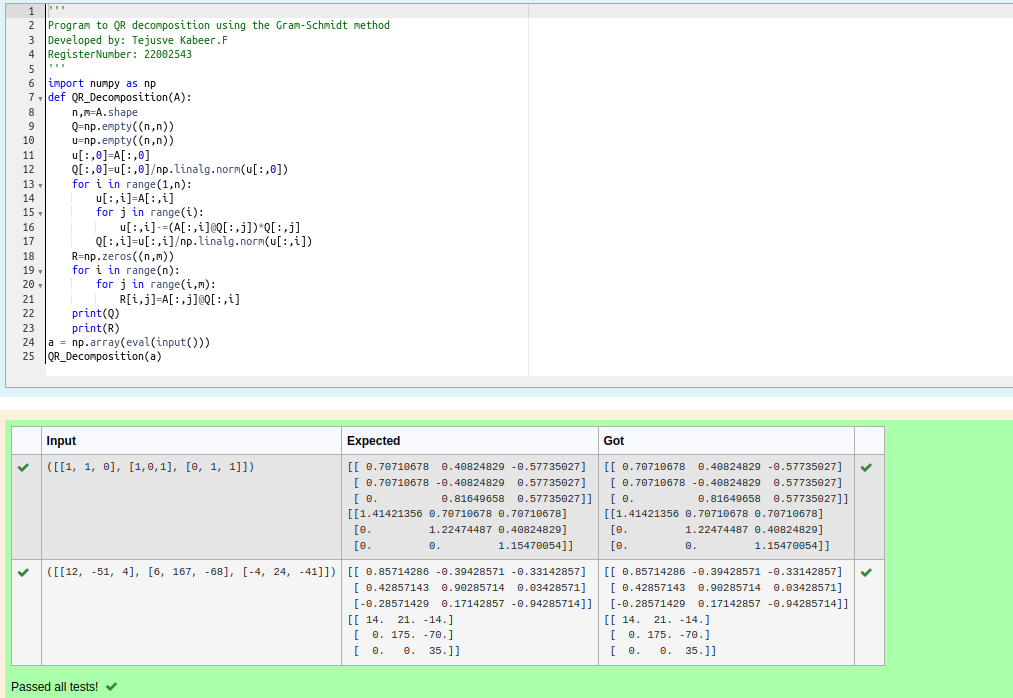 1 '''
2 Program to QR decomposition using the Gram-Schmidt method
3 Developed by: Tejusve Kabeer.F
4 RegisterNumber: 22002543
5 '''
6 import numpy as np
7 def QR_Decomposition(A):
8     n,m=A.shape
9     Q=np.empty((n,n))
10     u=np.empty((n,n))
11     u[:,0]=A[:,0]
12     Q[:,0]=u[:,0]/np.linalg.norm(u[:,0])
13     for i in range(1,n):
14         u[:,i]=A[:,i]
15         for j in range(i):
16             u[:,i]-=(A[:,i]@Q[:,j])*Q[:,j]
17         Q[:,i]=u[:,i]/np.linalg.norm(u[:,i])
18     R=np.zeros((n,m))
19     for i in range(n):
20         for j in range(i,m):
21             R[i,j]=A[:,j]@Q[:,i]
22     print(Q)
23     print(R)
24 a = np.array(eval(input()))
25 QR_Decomposition(a)
Input Expected Got
([[1, 1, 0], [1,0,1], [0, 1, 1]]) [[ 0.70710678  0.40824829 -0.57735027] [[ 0.70710678  0.40824829 -0.57735027]
[ 0.70710678 -0.40824829  0.57735027] [ 0.70710678 -0.40824829  0.57735027]
[ 0.          0.81649658  0.57735027]] [ 0.          0.81649658  0.57735027]]
[[1.41421356 0.70710678 0.70710678] [[1.41421356 0.70710678 0.70710678]
[0.         1.22474487 0.40824829] [0.         1.22474487 0.40824829]
[0.         0.         1.15470054]] [0.         0.         1.15470054]]
([[12, -51, 4], [6, 167, -68], [-4, 24, -41]]) [[ 0.85714286 -0.39428571 -0.33142857] [[ 0.85714286 -0.39428571 -0.33142857]
[ 0.42857143  0.90285714  0.03428571] [ 0.42857143  0.90285714  0.03428571]
[-0.28571429  0.17142857 -0.94285714]] [-0.28571429  0.17142857 -0.94285714]]
[[ 14.  21. -14.] [[ 14.  21. -14.]
[  0. 175. -70.] [  0. 175. -70.]
[  0.   0.  35.]] [  0.   0.  35.]]
Passed all tests!